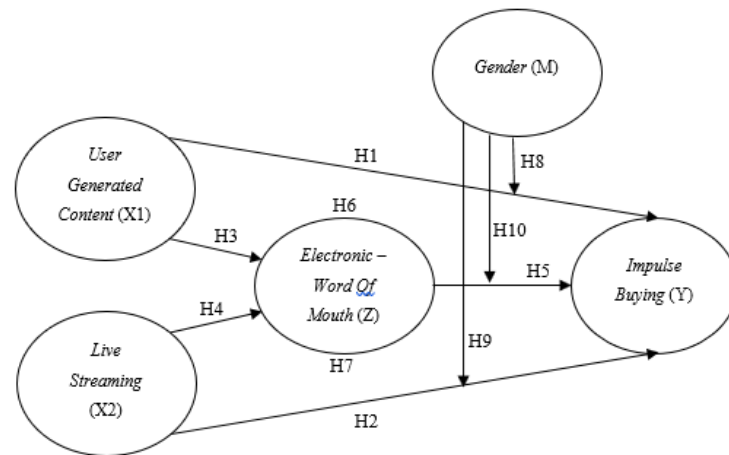 Gender (M)
User
Generated
Content (X1)
H1
H8
H6
H3
H10
Electronic –
Word Of
Mouth (Z)
H5
Impulse
Buying (Y)
H4
H9
H7
Live
Streaming
(X2)
H2